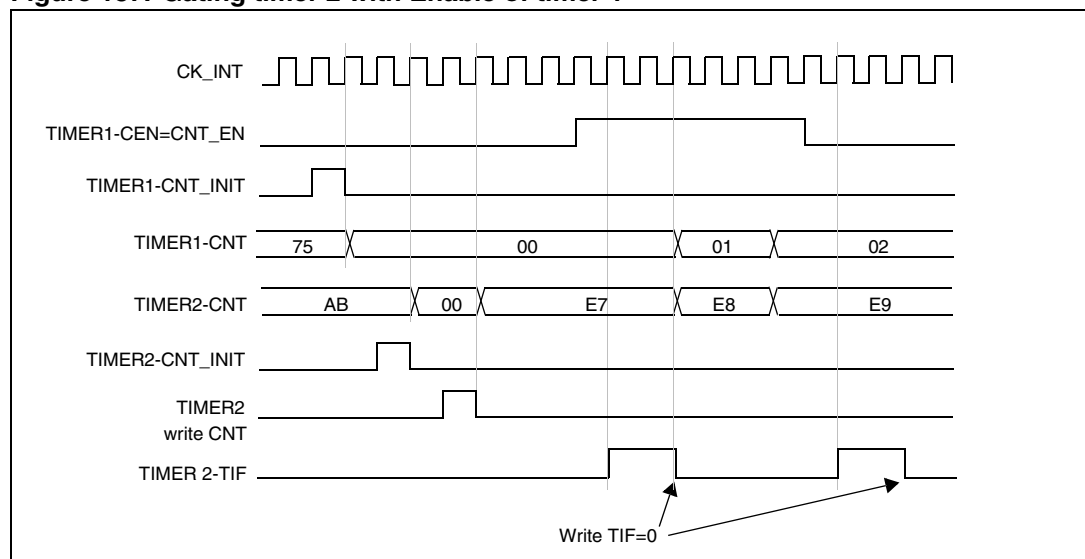 Gating timer 2 with Enable of timer 1
CK_INT
TIMER1-CEN=CNT_EN
TIMER1-CNT_INIT
TIMER1-CNT 75 00 01 02
TIMER2-CNT AB 00 E7 E8 E9
TIMER2-CNT_INIT
TIMER2
write CNT
TIMER 2-TIF
Write TIF=0